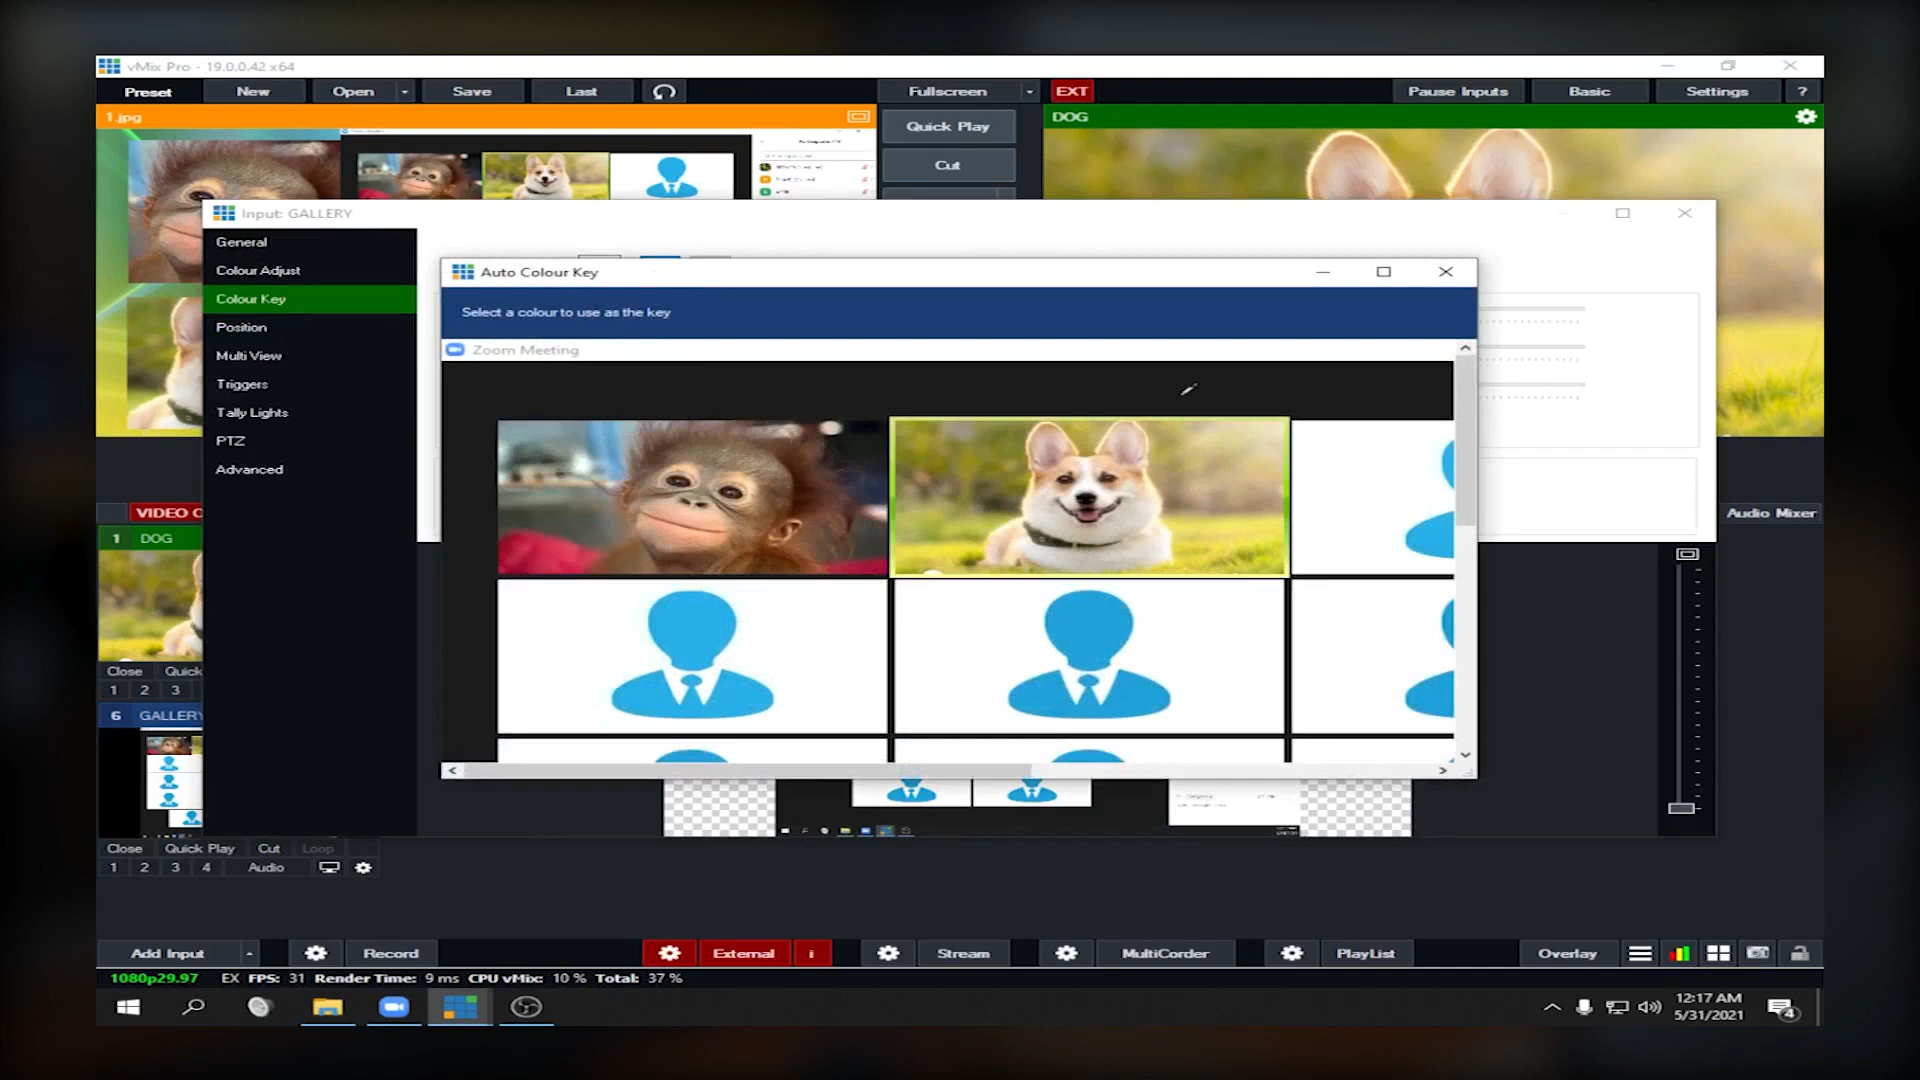 vMix Pro - 19.0.0.42 x64
Preset
New
Open
Save
Last
Fullscreen
EXT
Pause Inputs
Basic
Settings
?
1.jpg
Quick Play
Cut
DOG
Input: GALLERY
General
Colour Adjust
Colour Key
Position
Multi View
Triggers
Tally Lights
PTZ
Advanced
Auto Colour Key
Select a colour to use as the key
Zoom Meeting
VIDEO
Audio Mixer
1 DOG
Close Quick
1 2 3
6 GALLERY
Close Quick Play Cut Loop
1 2 3 4 Audio
Add Input
Record
External
i
Stream
MultiCorder
PlayList
Overlay
1080p29.97 EX FPS: 31 Render Time: 9 ms CPU vMix: 10 % Total: 37 %
12:17 AM
5/31/2021
4